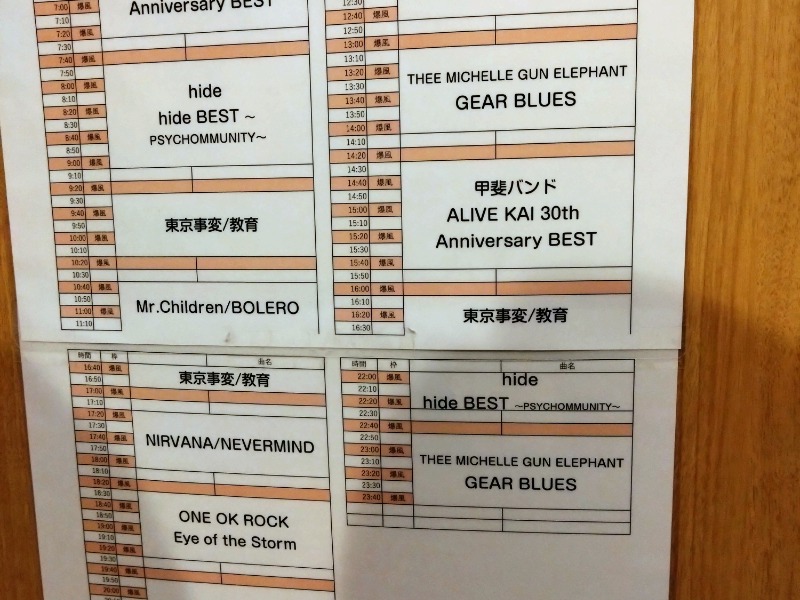 Anniversary BEST
7:00 爆風
7:10
7:20 爆風
7:30
7:40 爆風
7:50
8:00 爆風
8:10
8:20 爆風
8:30
8:40 爆風
8:50
9:00 爆風
9:10
9:20 爆風
9:30
9:40 爆風
9:50
10:00 爆風
10:10
10:20 爆風
10:30
10:40 爆風
10:50
11:00 爆風
11:10
hide
hide BEST ～
PSYCHOMMUNITY～
東京事変/教育
Mr.Children/BOLERO
12:30
12:40 爆風
12:50
13:00 爆風
13:10
13:20 爆風
13:30
13:40 爆風
13:50
14:00 爆風
14:10
14:20 爆風
14:30
14:40 爆風
14:50
15:00 爆風
15:10
15:20 爆風
15:30
15:40 爆風
15:50
16:00 爆風
16:10
16:20 爆風
16:30
THEE MICHELLE GUN ELEPHANT
GEAR BLUES
甲斐バンド
ALIVE KAI 30th
Anniversary BEST
東京事変/教育
時間 枠 曲名
16:40 爆風
16:50
17:00 爆風
17:10
17:20 爆風
17:30
17:40 爆風
17:50
18:00 爆風
18:10
18:20 爆風
18:30
18:40 爆風
18:50
19:00 爆風
19:10
19:20 爆風
19:30
19:40 爆風
19:50
20:00 爆風
東京事変/教育
NIRVANA/NEVERMIND
ONE OK ROCK
Eye of the Storm
時間 枠 曲名
22:00 爆風
22:10
22:20 爆風
22:30
22:40 爆風
22:50
23:00 爆風
23:10
23:20 爆風
23:30
23:40 爆風
hide
hide BEST ～PSYCHOMMUNITY～
THEE MICHELLE GUN ELEPHANT
GEAR BLUES